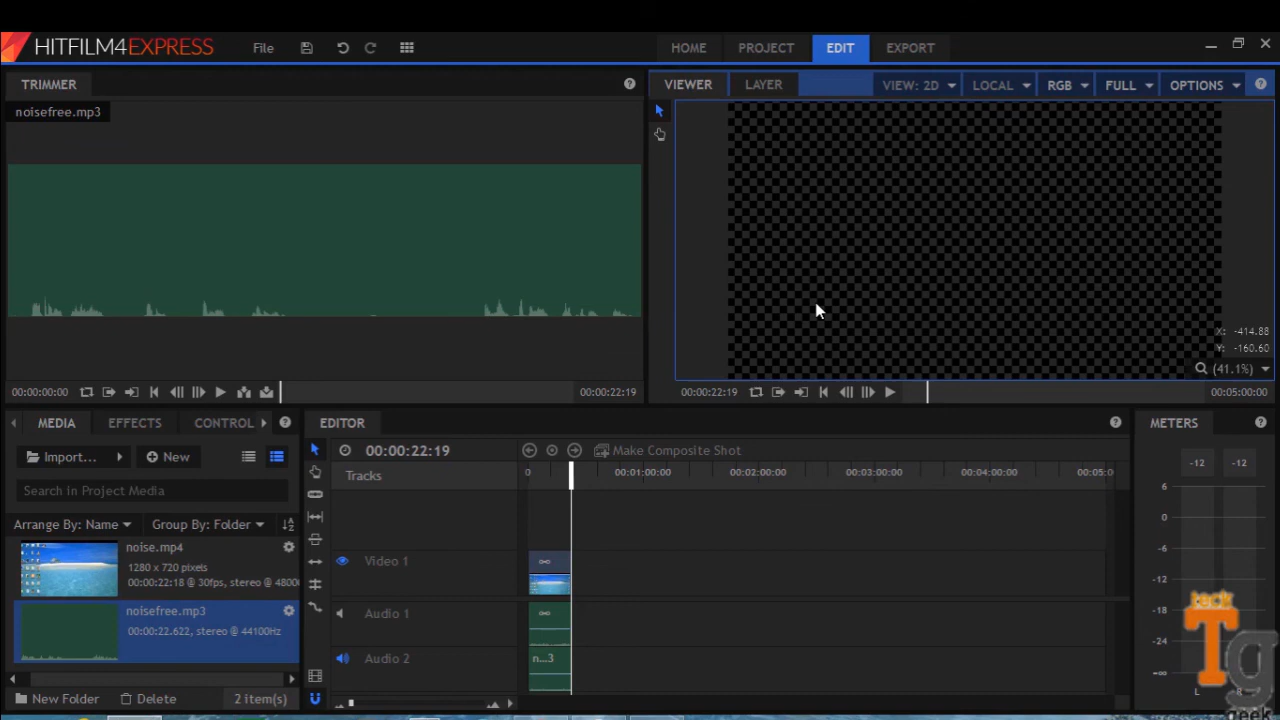 HITFILM4EXPRESS File HOME PROJECT EDIT EXPORT
TRIMMER
VIEWER LAYER VIEW: 2D LOCAL RGB FULL OPTIONS
noisefree.mp3
X: -414.88
Y: -160.60
(41.1%)
00:00:00:00 00:00:22:19
00:00:22:19 00:05:00:00
MEDIA EFFECTS CONTROL
Import... New
Search in Project Media
Arrange By: Name Group By: Folder
noise.mp4
1280 x 720 pixels
00:00:22:18 @ 30fps, stereo @ 4800
noisefree.mp3
00:00:22.622, stereo @ 44100Hz
New Folder Delete 2 item(s)
EDITOR
00:00:22:19 Make Composite Shot
Tracks 0 00:01:00:00 00:02:00:00 00:03:00:00 00:04:00:00 00:05:0
Video 1
Audio 1
Audio 2 n...3
METERS
-12 -12
6
0
-6
-12
-18
-24
-∞
L R
tech
Tg
geek